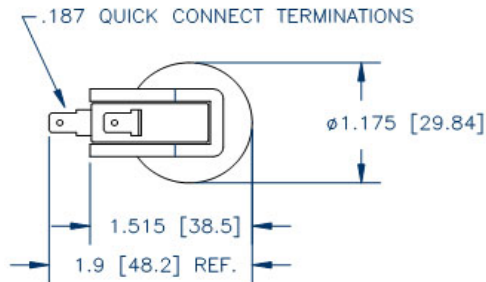 .187 QUICK CONNECT TERMINATIONS
ø1.175 [29.84]
1.515 [38.5]
1.9 [48.2] REF.